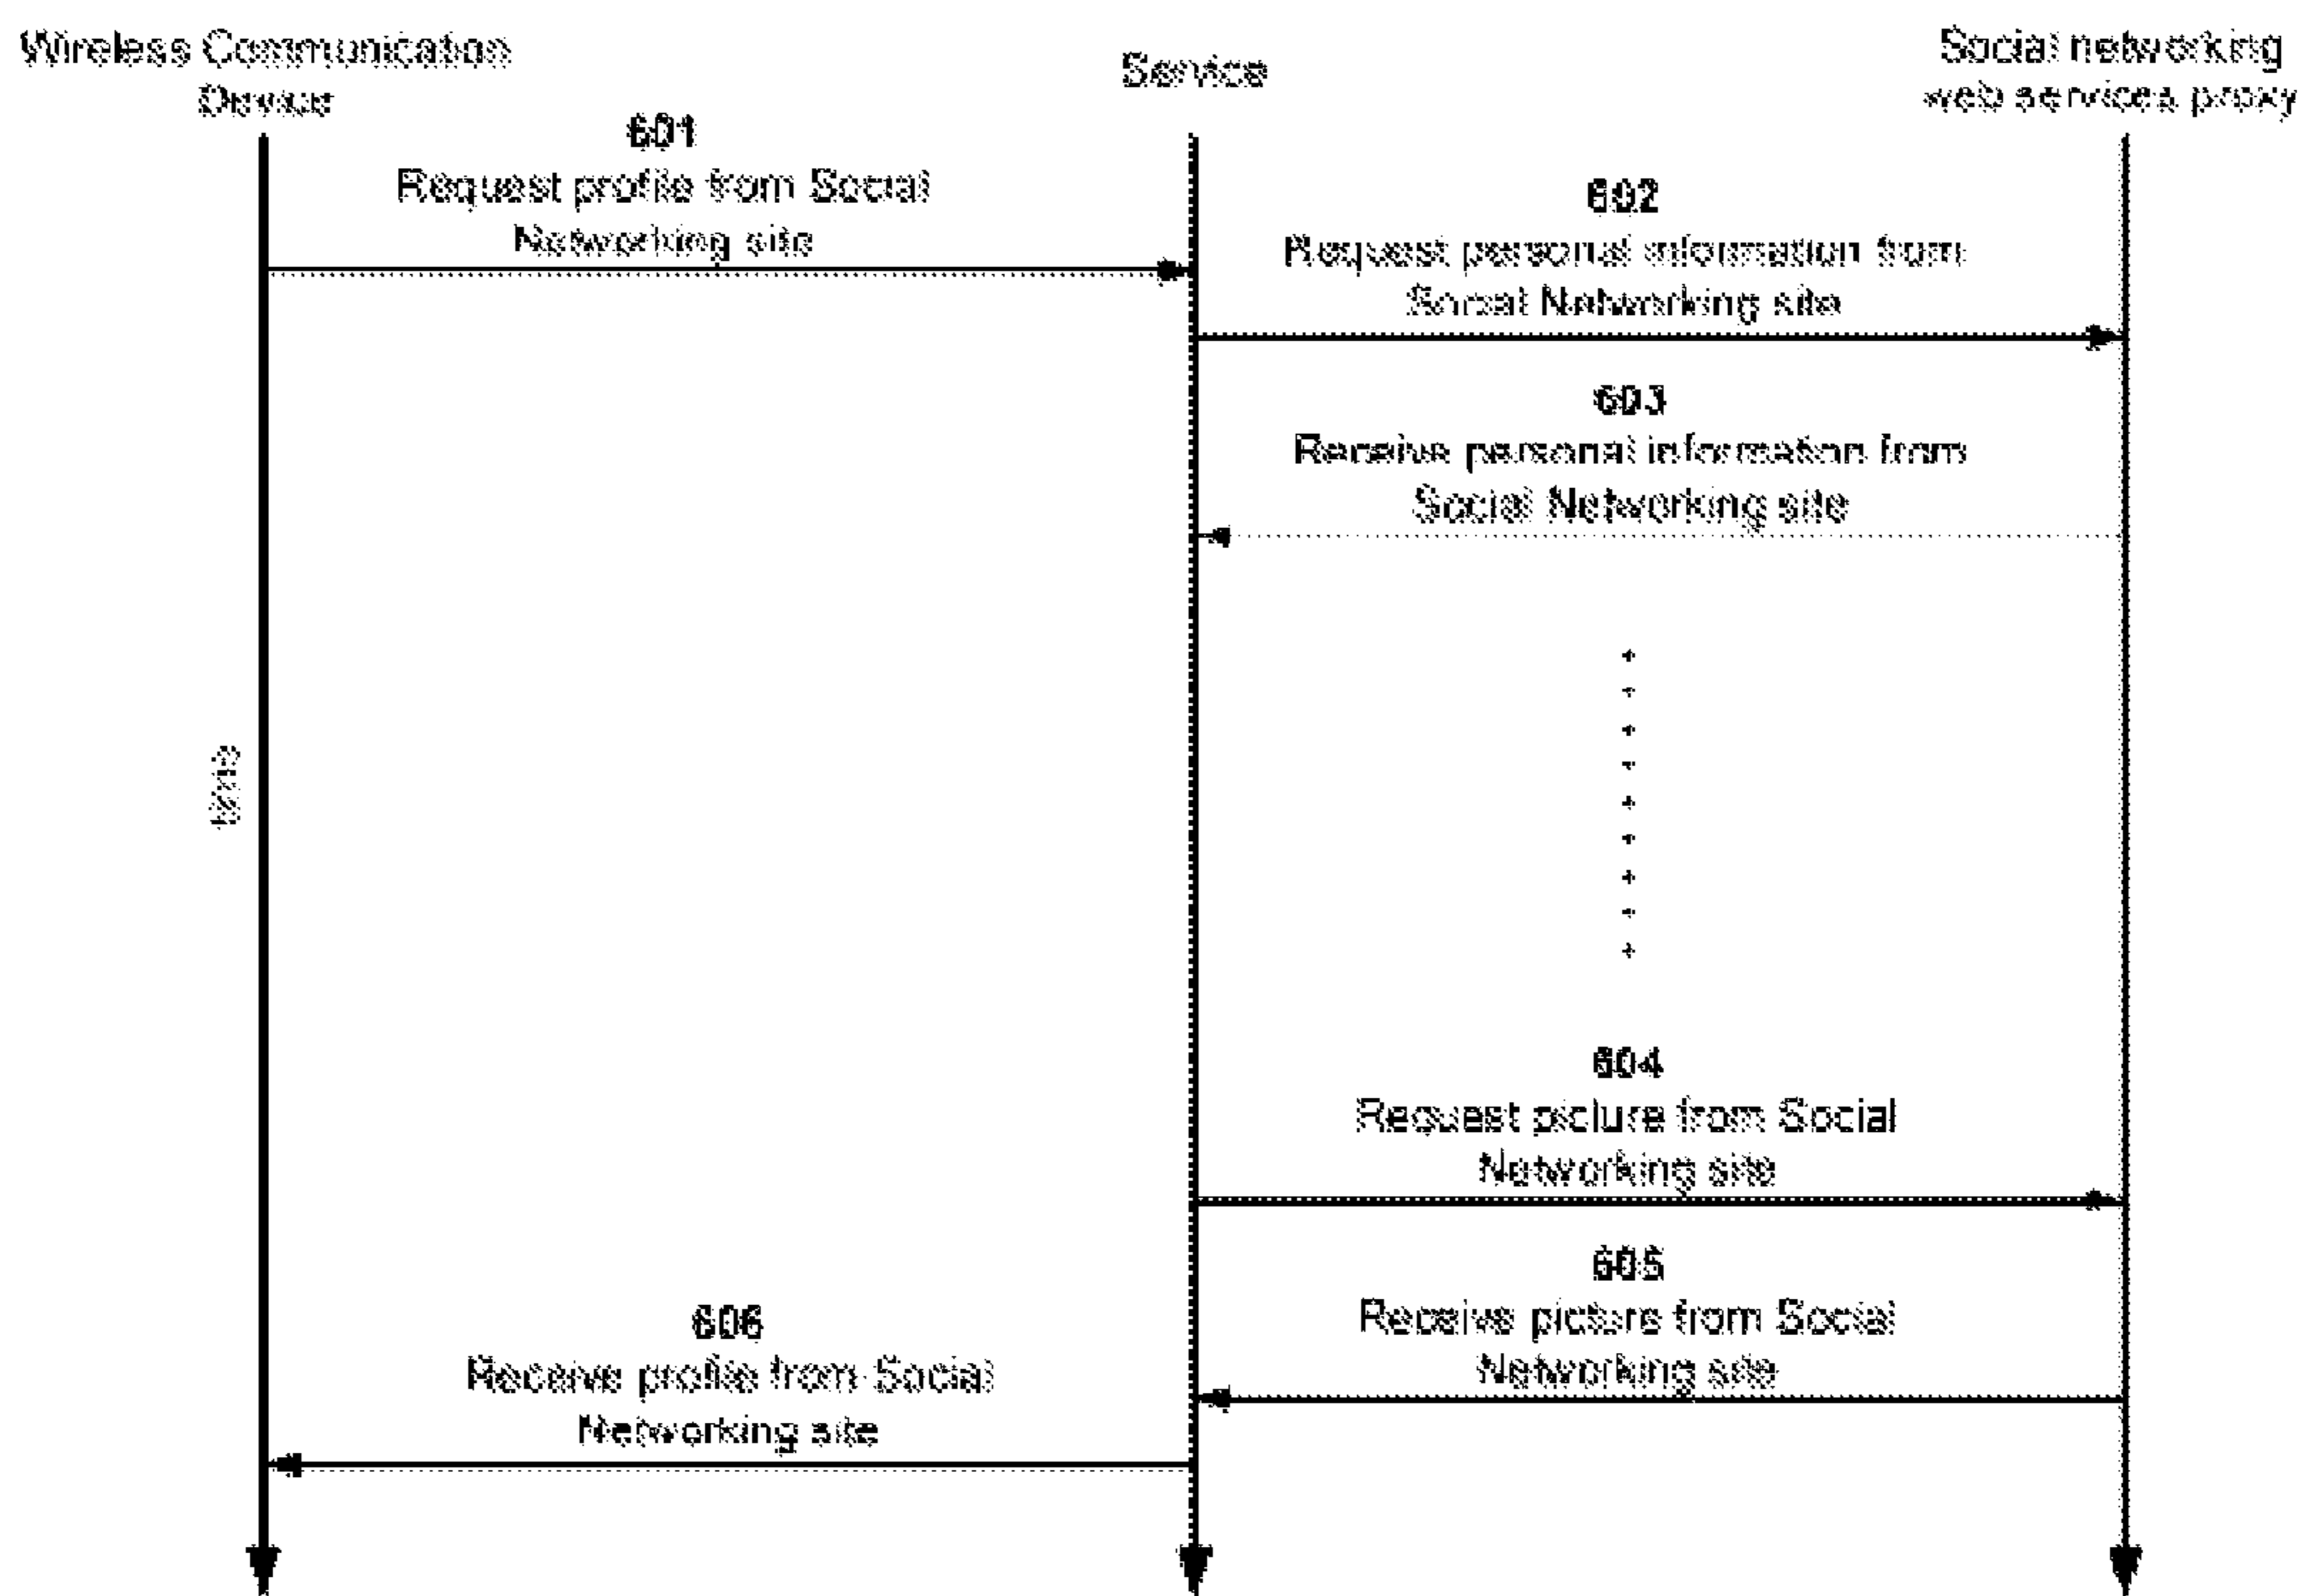 Wireless Communication
Device
Service
Social networking
web services proxy
601
Request profile from Social
Networking site
602
Request personal information from
Social Networking site
603
Receive personal information from
Social Networking site
time
604
Request picture from Social
Networking site
605
Receive picture from Social
Networking site
606
Receive profile from Social
Networking site